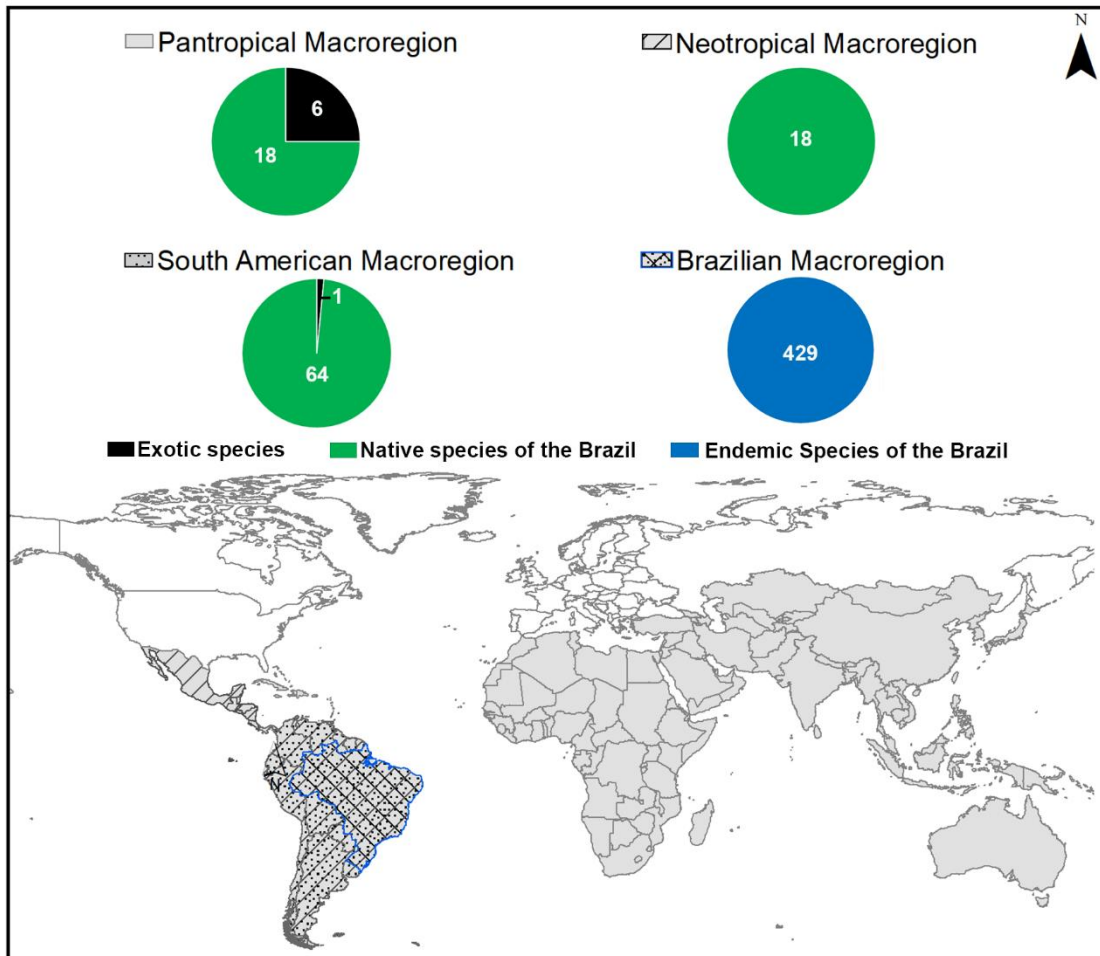 N
Pantropical Macroregion
Neotropical Macroregion
6
18
18
South American Macroregion
Brazilian Macroregion
1
64
429
Exotic species
Native species of the Brazil
Endemic Species of the Brazil